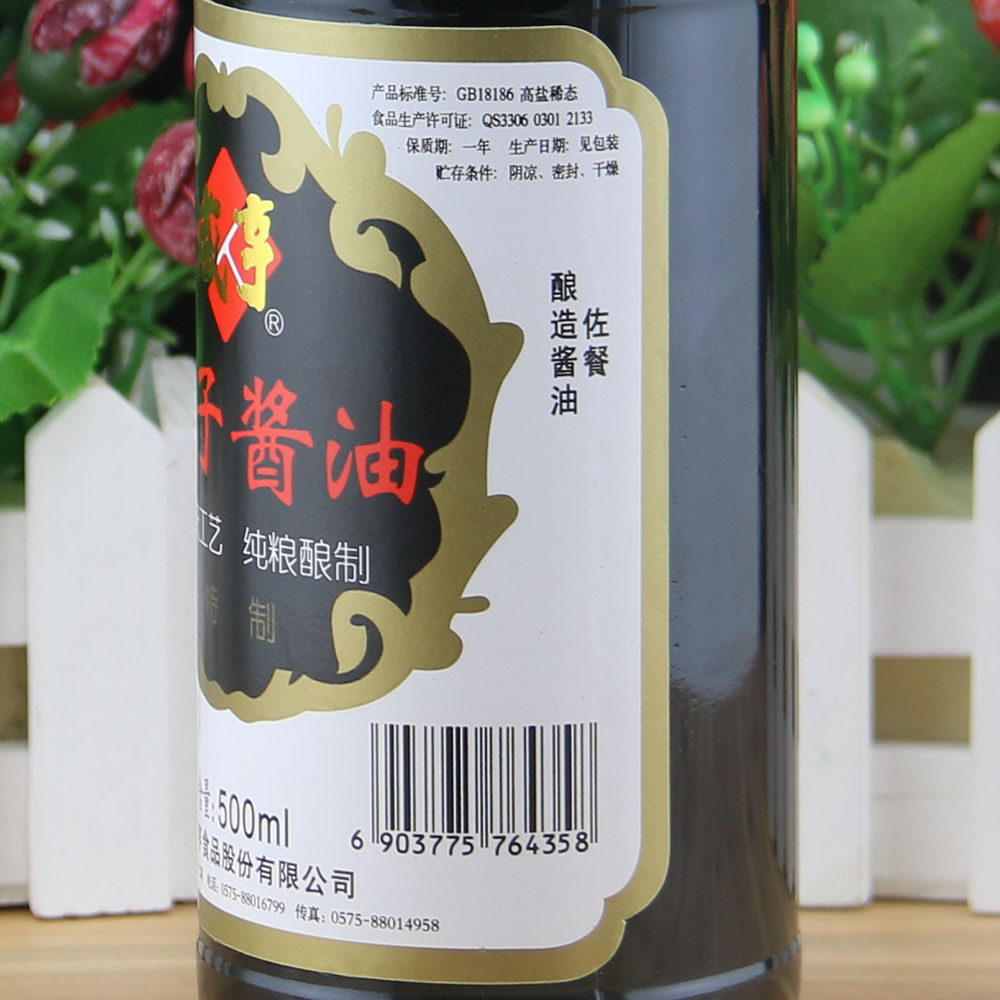 产品标准号：GB18186 高盐稀态
食品生产许可证：QS3306 0301 2133
保质期：一年 生产日期：见包装
贮存条件：阴凉、密封、干燥
佐餐
酿造酱油
®
子酱油
工艺 纯粮酿制
特制
量:500ml
食品股份有限公司
电话:0575-88016799 传真:0575-88014958
6 903775 764358